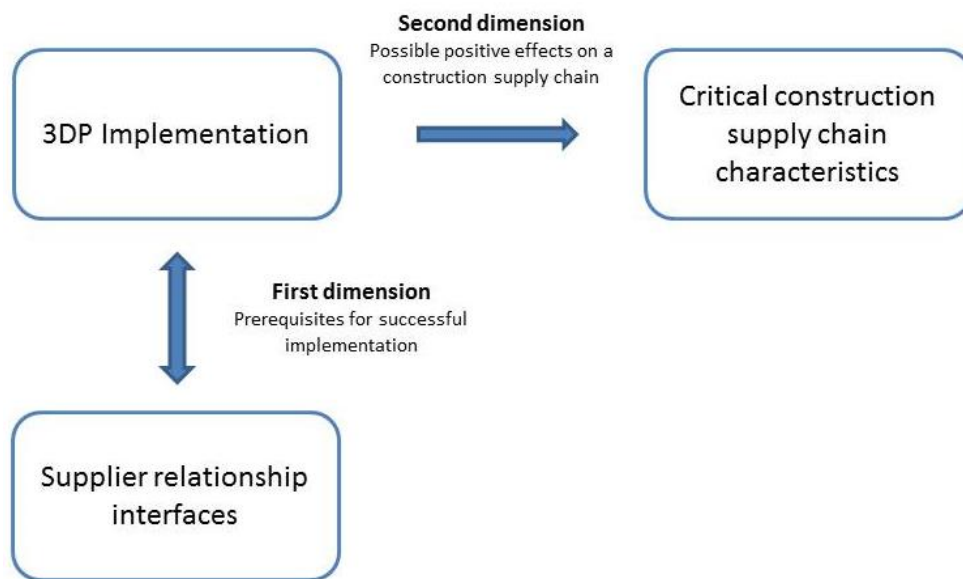 Second dimension
Possible positive effects on a
construction supply chain
3DP Implementation
Critical construction
supply chain
characteristics
First dimension
Prerequisites for successful
implementation
Supplier relationship
interfaces